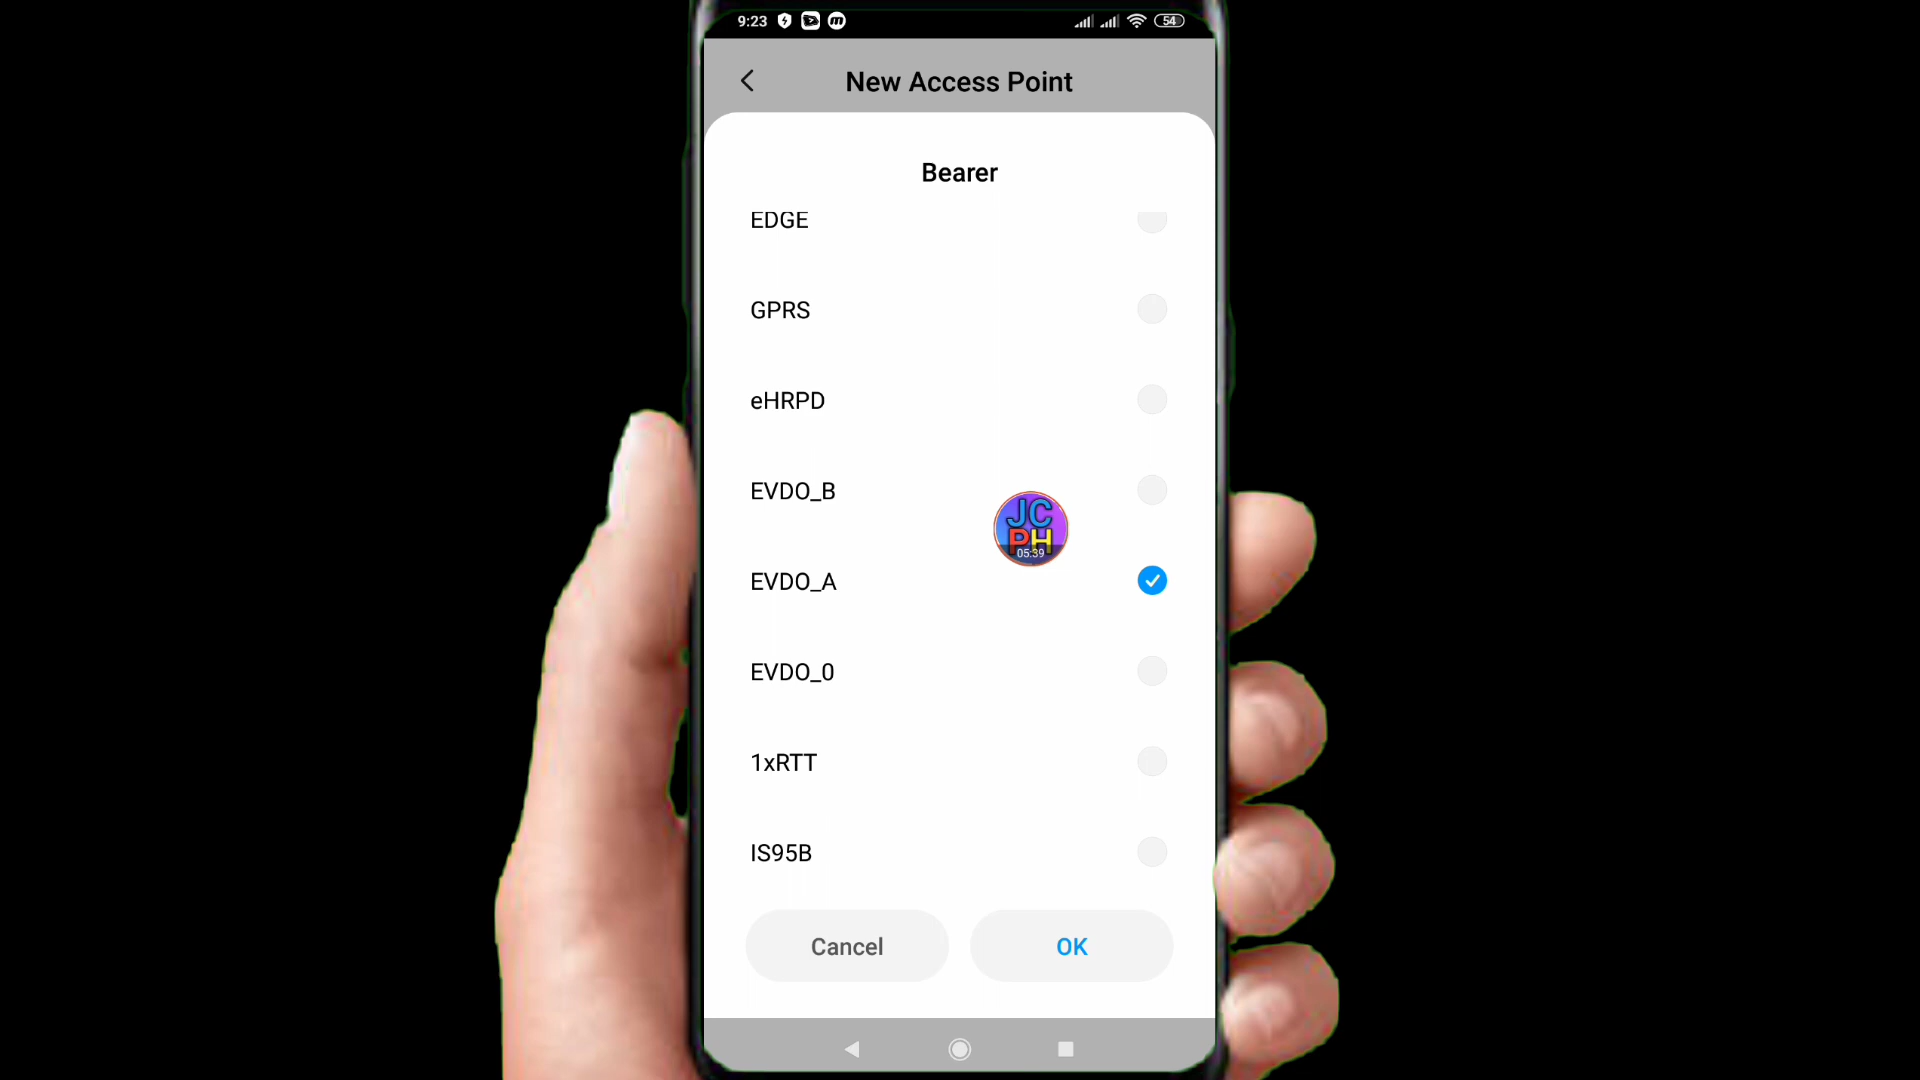 9:23
54
New Access Point
Bearer
EDGE
GPRS
eHRPD
EVDO_B
JC
PH
05:39
EVDO_A
EVDO_0
1xRTT
IS95B
Cancel
OK